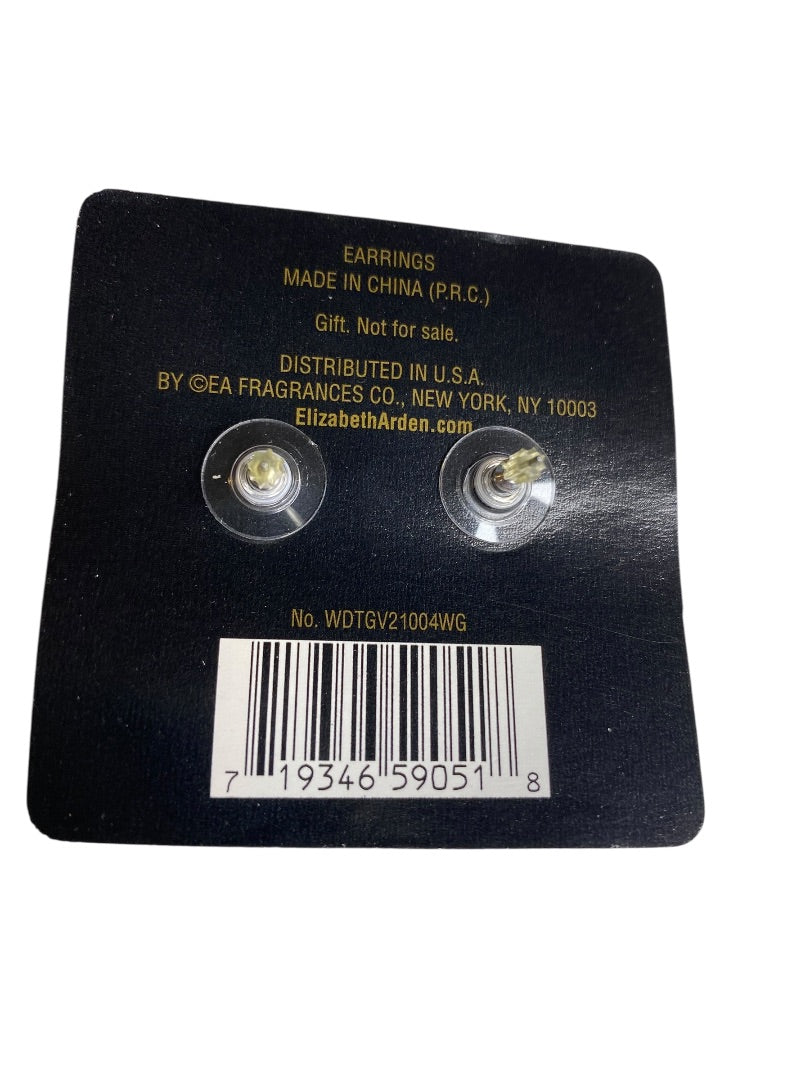 EARRINGS
MADE IN CHINA (P.R.C.)
Gift. Not for sale.
DISTRIBUTED IN U.S.A.
BY ©EA FRAGRANCES CO., NEW YORK, NY 10003
ElizabethArden.com
No. WDTGV21004WG
7 19346 59051 8